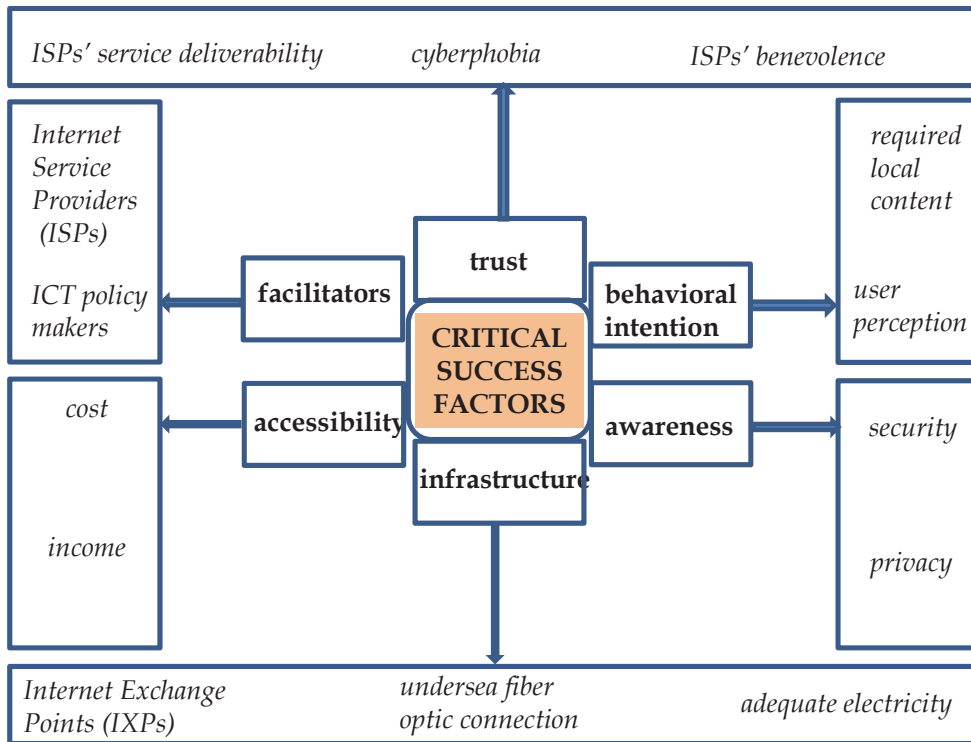 ISPs' service deliverability
cyberphobia
ISPs' benevolence
Internet
Service
Providers
(ISPs)
ICT policy
makers
required
local
content
user
perception
trust
facilitators
behavioral
intention
CRITICAL
SUCCESS
FACTORS
accessibility
awareness
infrastructure
cost
income
security
privacy
Internet Exchange
Points (IXPs)
undersea fiber
optic connection
adequate electricity